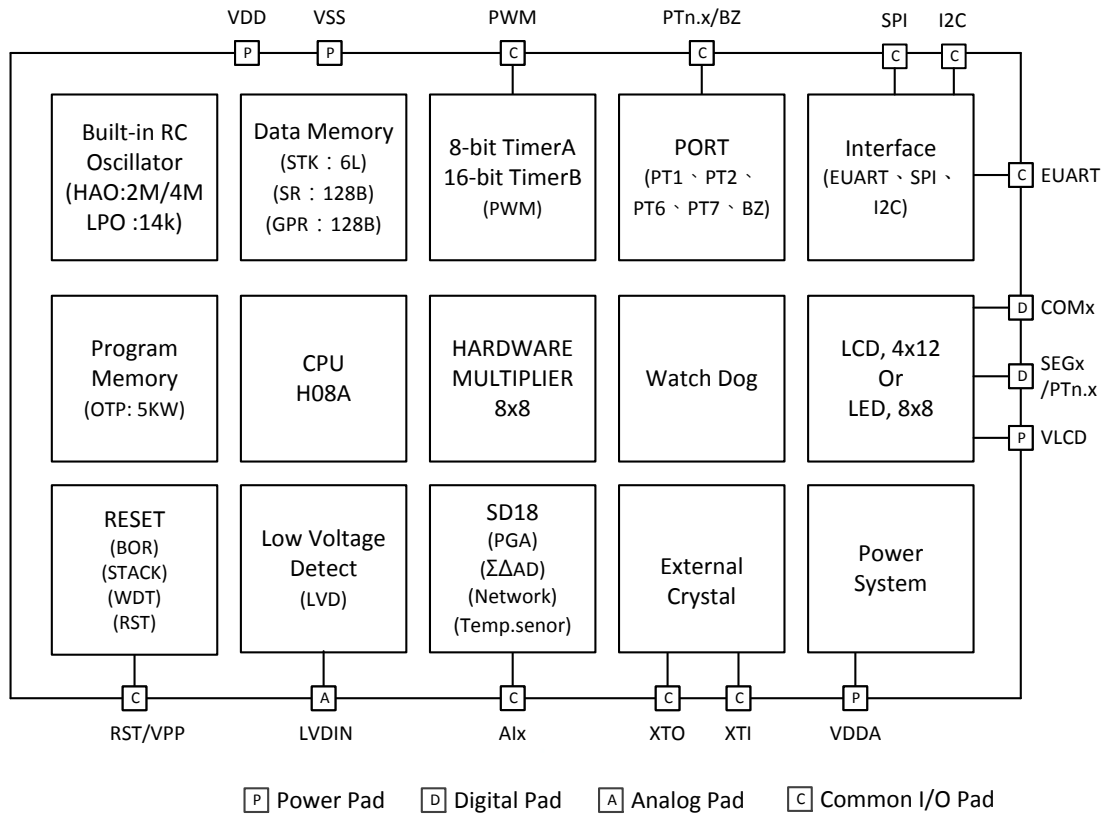 VDD
VSS
PWM
PTn.x/BZ
SPI
I2C
P
P
C
C
C
C
Built-in RC
Oscillator
(HAO:2M/4M
LPO :14k)
Data Memory
(STK：6L)
(SR：128B)
(GPR：128B)
8-bit TimerA
16-bit TimerB
(PWM)
PORT
(PT1、PT2、
PT6、PT7、BZ)
Interface
(EUART、SPI、
I2C)
C
EUART
Program
Memory
(OTP: 5KW)
CPU
H08A
HARDWARE
MULTIPLIER
8x8
Watch Dog
LCD, 4x12
Or
LED, 8x8
D
COMx
D
SEGx
/PTn.x
P
VLCD
RESET
(BOR)
(STACK)
(WDT)
(RST)
Low Voltage
Detect
(LVD)
SD18
(PGA)
(ΣΔAD)
(Network)
(Temp.senor)
External
Crystal
Power
System
C
A
C
C
C
P
RST/VPP
LVDIN
AIx
XTO
XTI
VDDA
P Power Pad
D Digital Pad
A Analog Pad
C Common I/O Pad